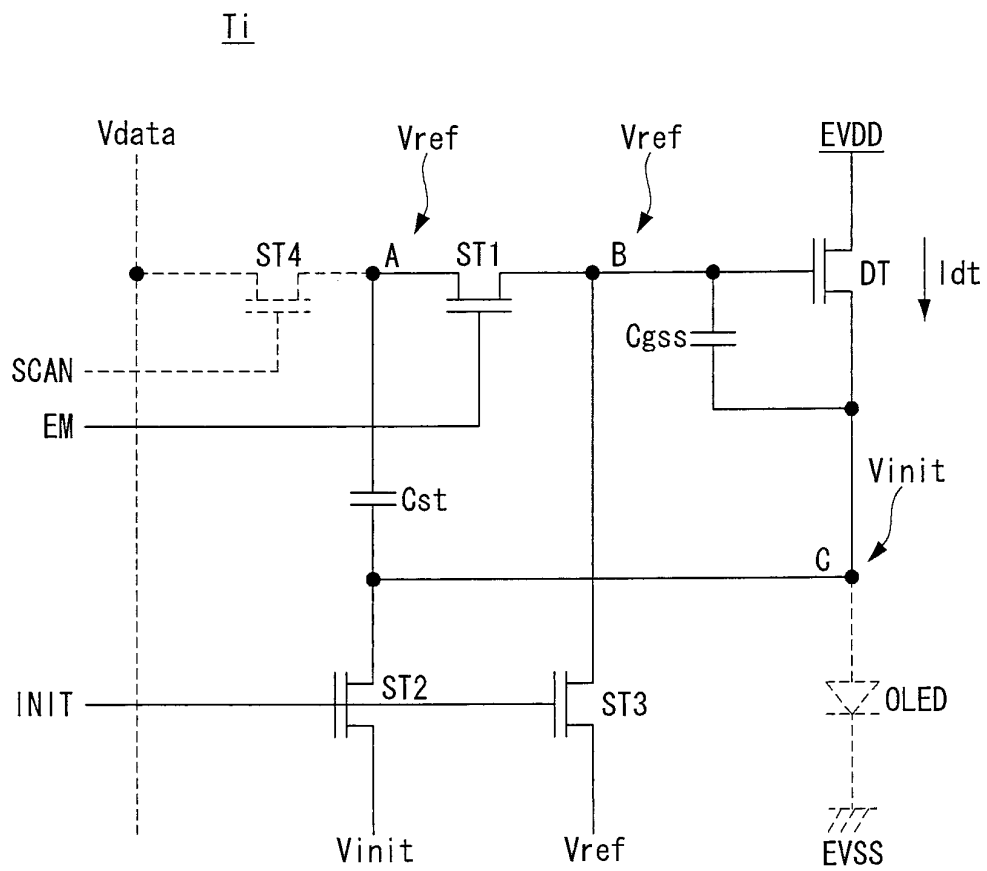 Ti
Vdata
Vref
Vref
EVDD
ST4
A
ST1
B
DT
Idt
Cgss
SCAN
EM
Vinit
Cst
C
INIT
ST2
ST3
OLED
Vinit
Vref
EVSS